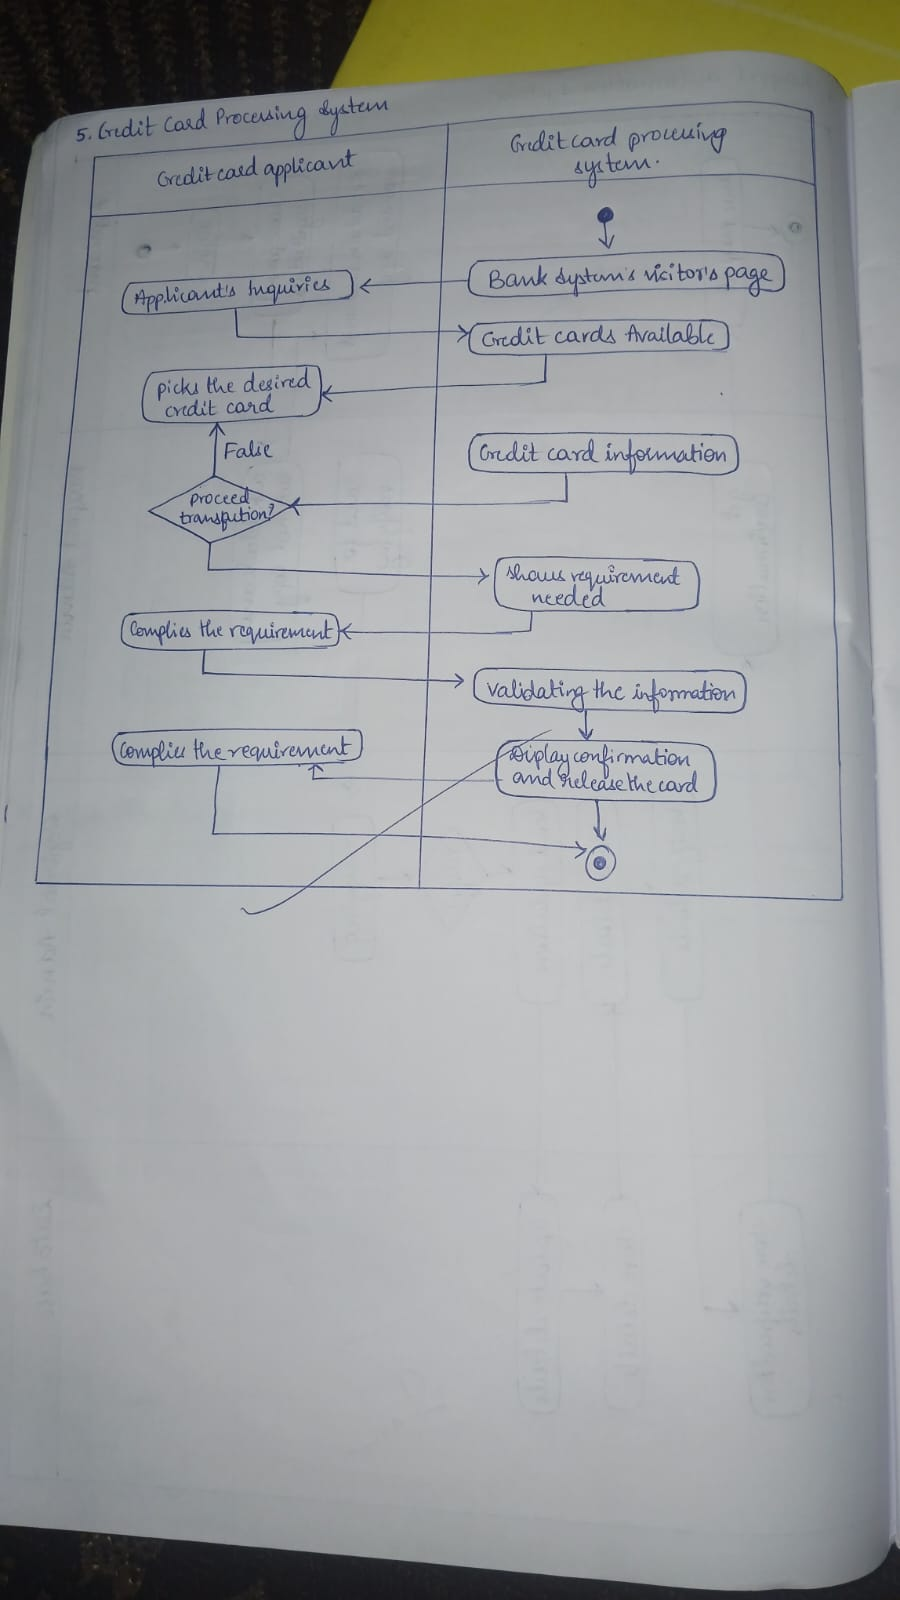 5. Credit Card Processing System
Credit card applicant
Credit card processing
system.
Bank System's visitor's page
Applicant's Inquiries
Credit cards Available
picks the desired
credit card
False
Credit card information
proceed
shows requirement
needed
Complies the requirement
validating the information
Complies the requirement
Display confirmation
and release the card